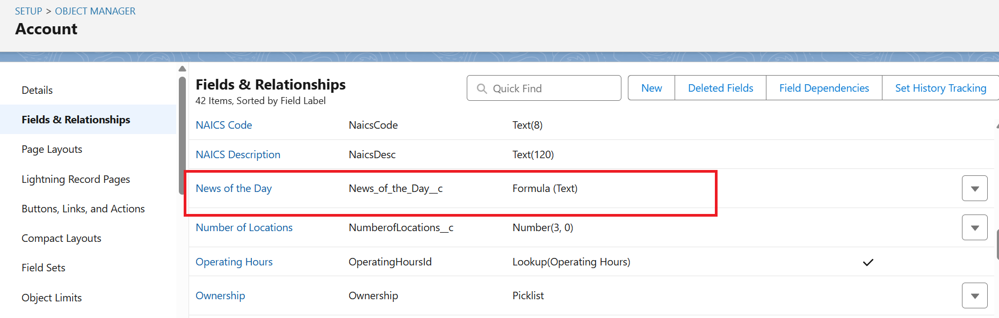 SETUP > OBJECT MANAGER
Account
Details
Fields & Relationships
Page Layouts
Lightning Record Pages
Buttons, Links, and Actions
Compact Layouts
Field Sets
Object Limits
Fields & Relationships
42 Items, Sorted by Field Label
Quick Find
New Deleted Fields Field Dependencies Set History Tracking
NAICS Code NaicsCode Text(8)
NAICS Description NaicsDesc Text(120)
News of the Day News_of_the_Day__c Formula (Text)
Number of Locations NumberofLocations__c Number(3, 0)
Operating Hours OperatingHoursId Lookup(Operating Hours)
Ownership Ownership Picklist